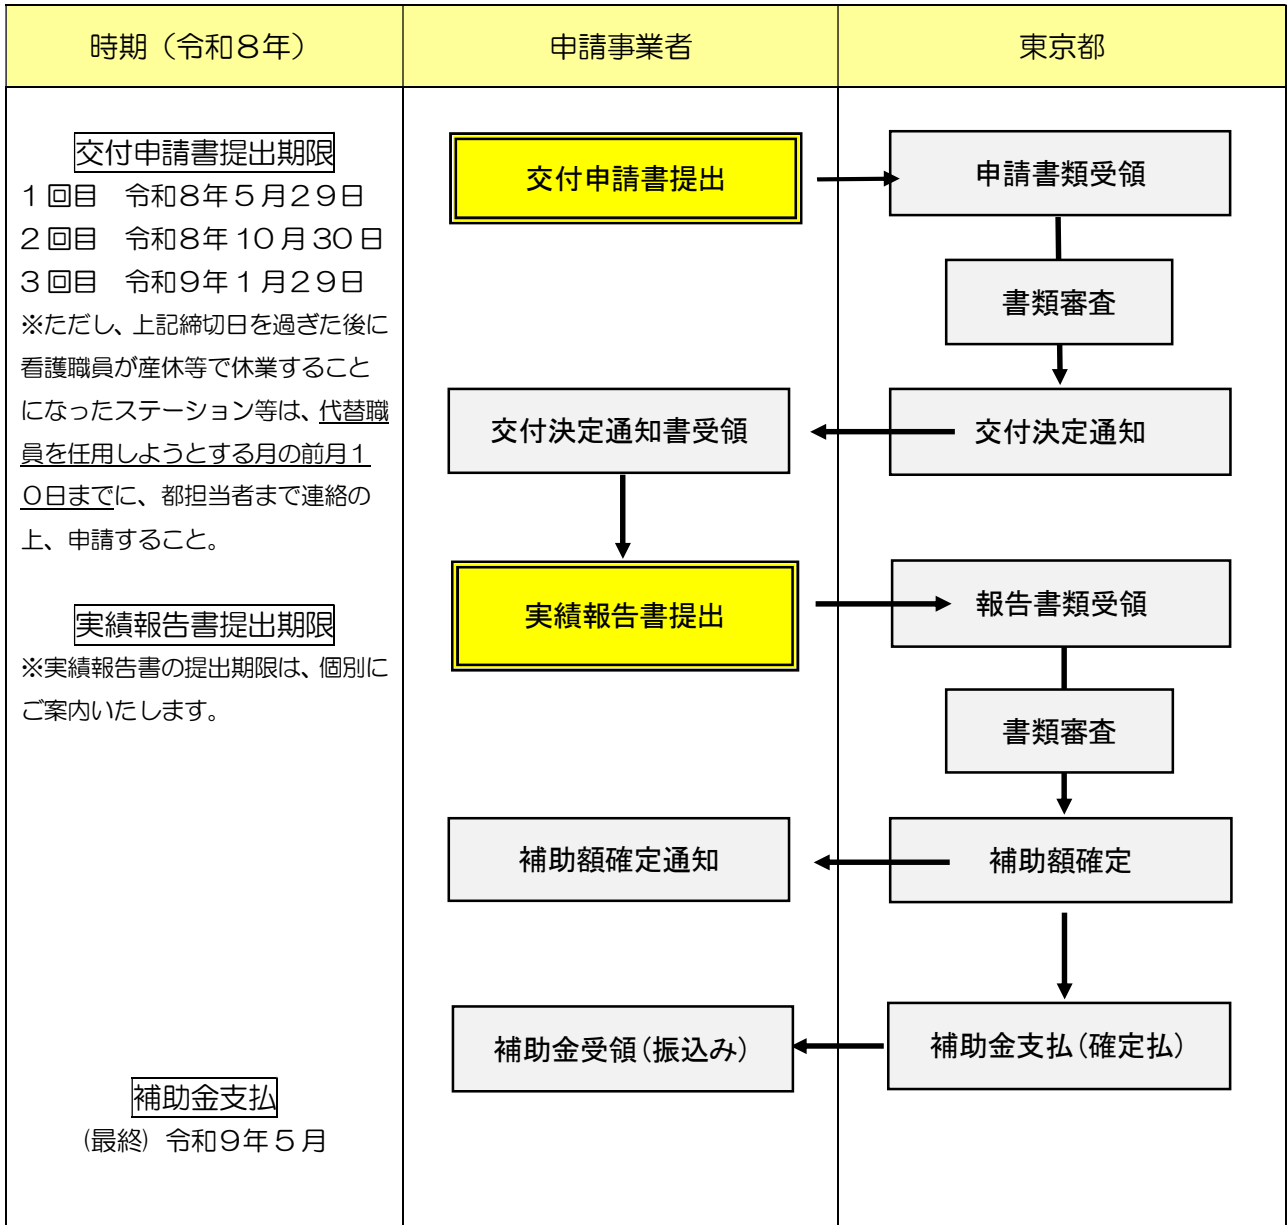 時期（令和８年）
申請事業者
東京都
交付申請書提出期限
１回目　令和８年５月２９日
２回目　令和８年 10 月 30 日
３回目　令和９年１月２９日
※ただし、上記締切日を過ぎた後に
看護職員が産休等で休業すること
になったステーション等は、代替職
員を任用しようとする月の前月１
０日までに、都担当者まで連絡の
上、申請すること。
実績報告書提出期限
※実績報告書の提出期限は、個別に
ご案内いたします。
補助金支払
(最終) 令和９年５月
交付申請書提出
申請書類受領
書類審査
交付決定通知書受領
交付決定通知
実績報告書提出
報告書類受領
書類審査
補助額確定通知
補助額確定
補助金受領(振込み)
補助金支払(確定払)